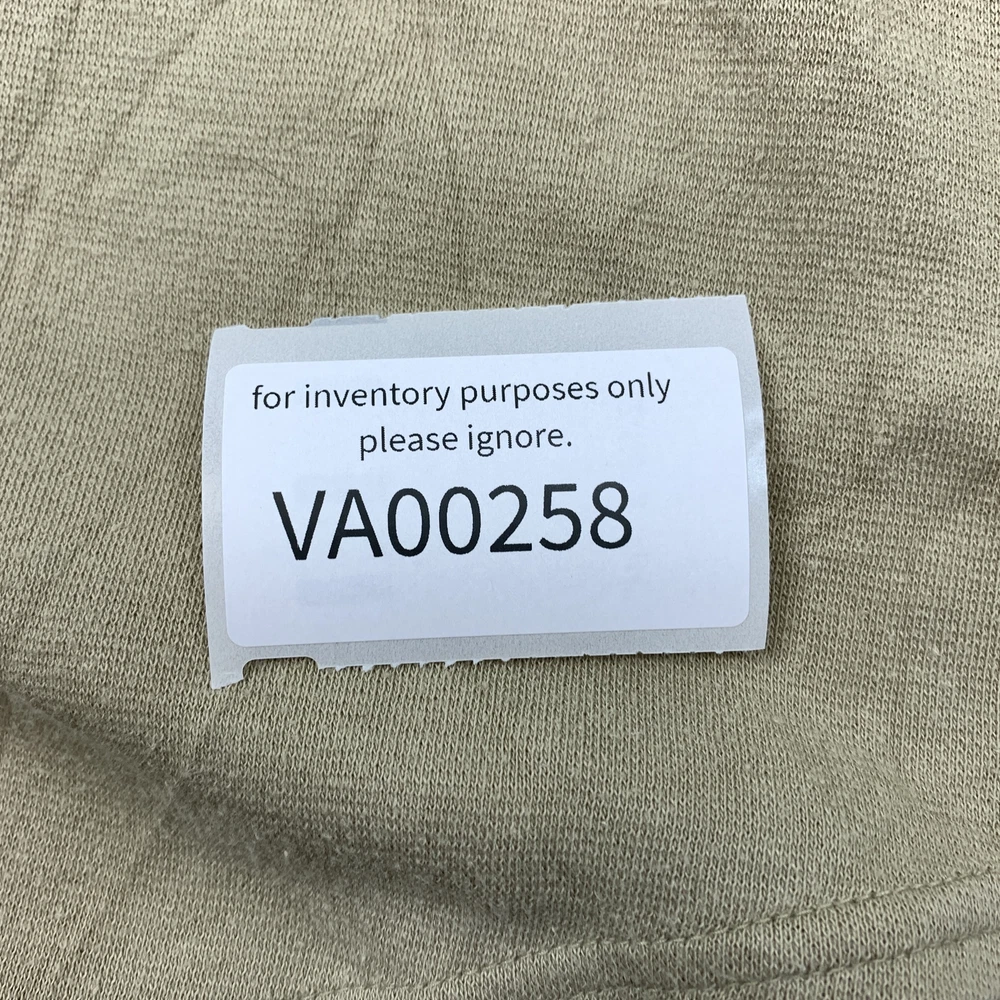 for inventory purposes only
please ignore.
VA00258